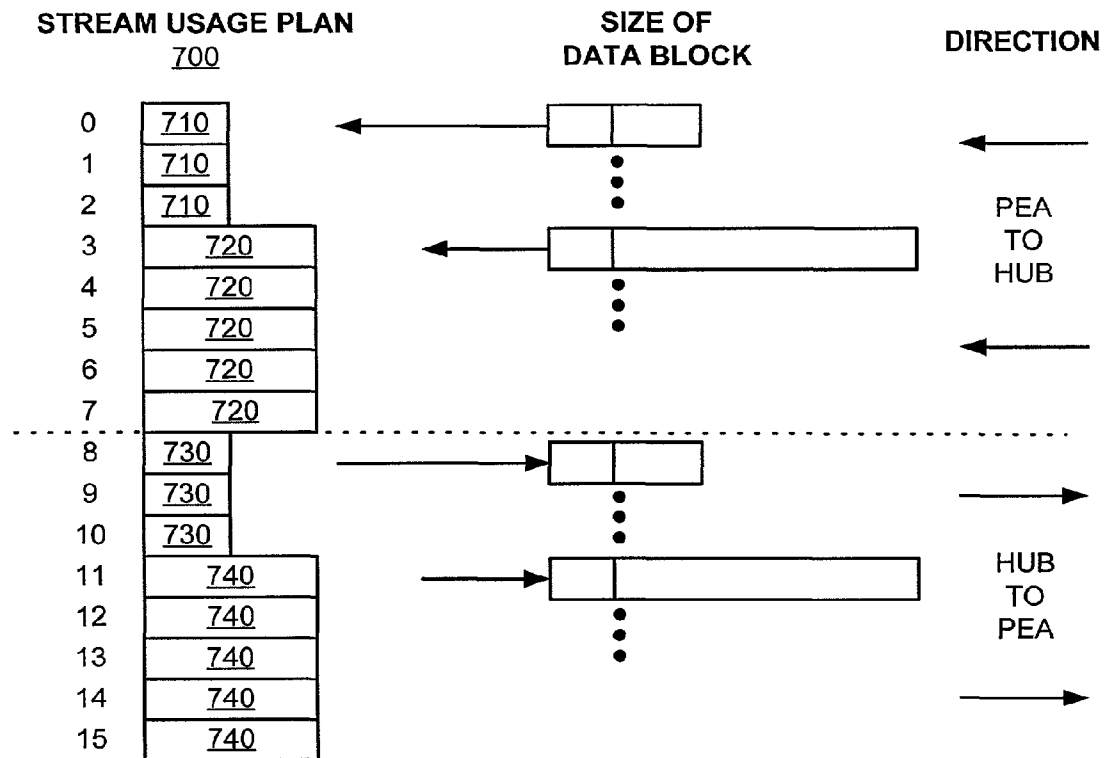 STREAM USAGE PLAN
700
SIZE OF
DATA BLOCK
DIRECTION
0 710
1 710
2 710
3 720
4 720
5 720
6 720
7 720
PEA
TO
HUB
8 730
9 730
10 730
11 740
12 740
13 740
14 740
15 740
HUB
TO
PEA